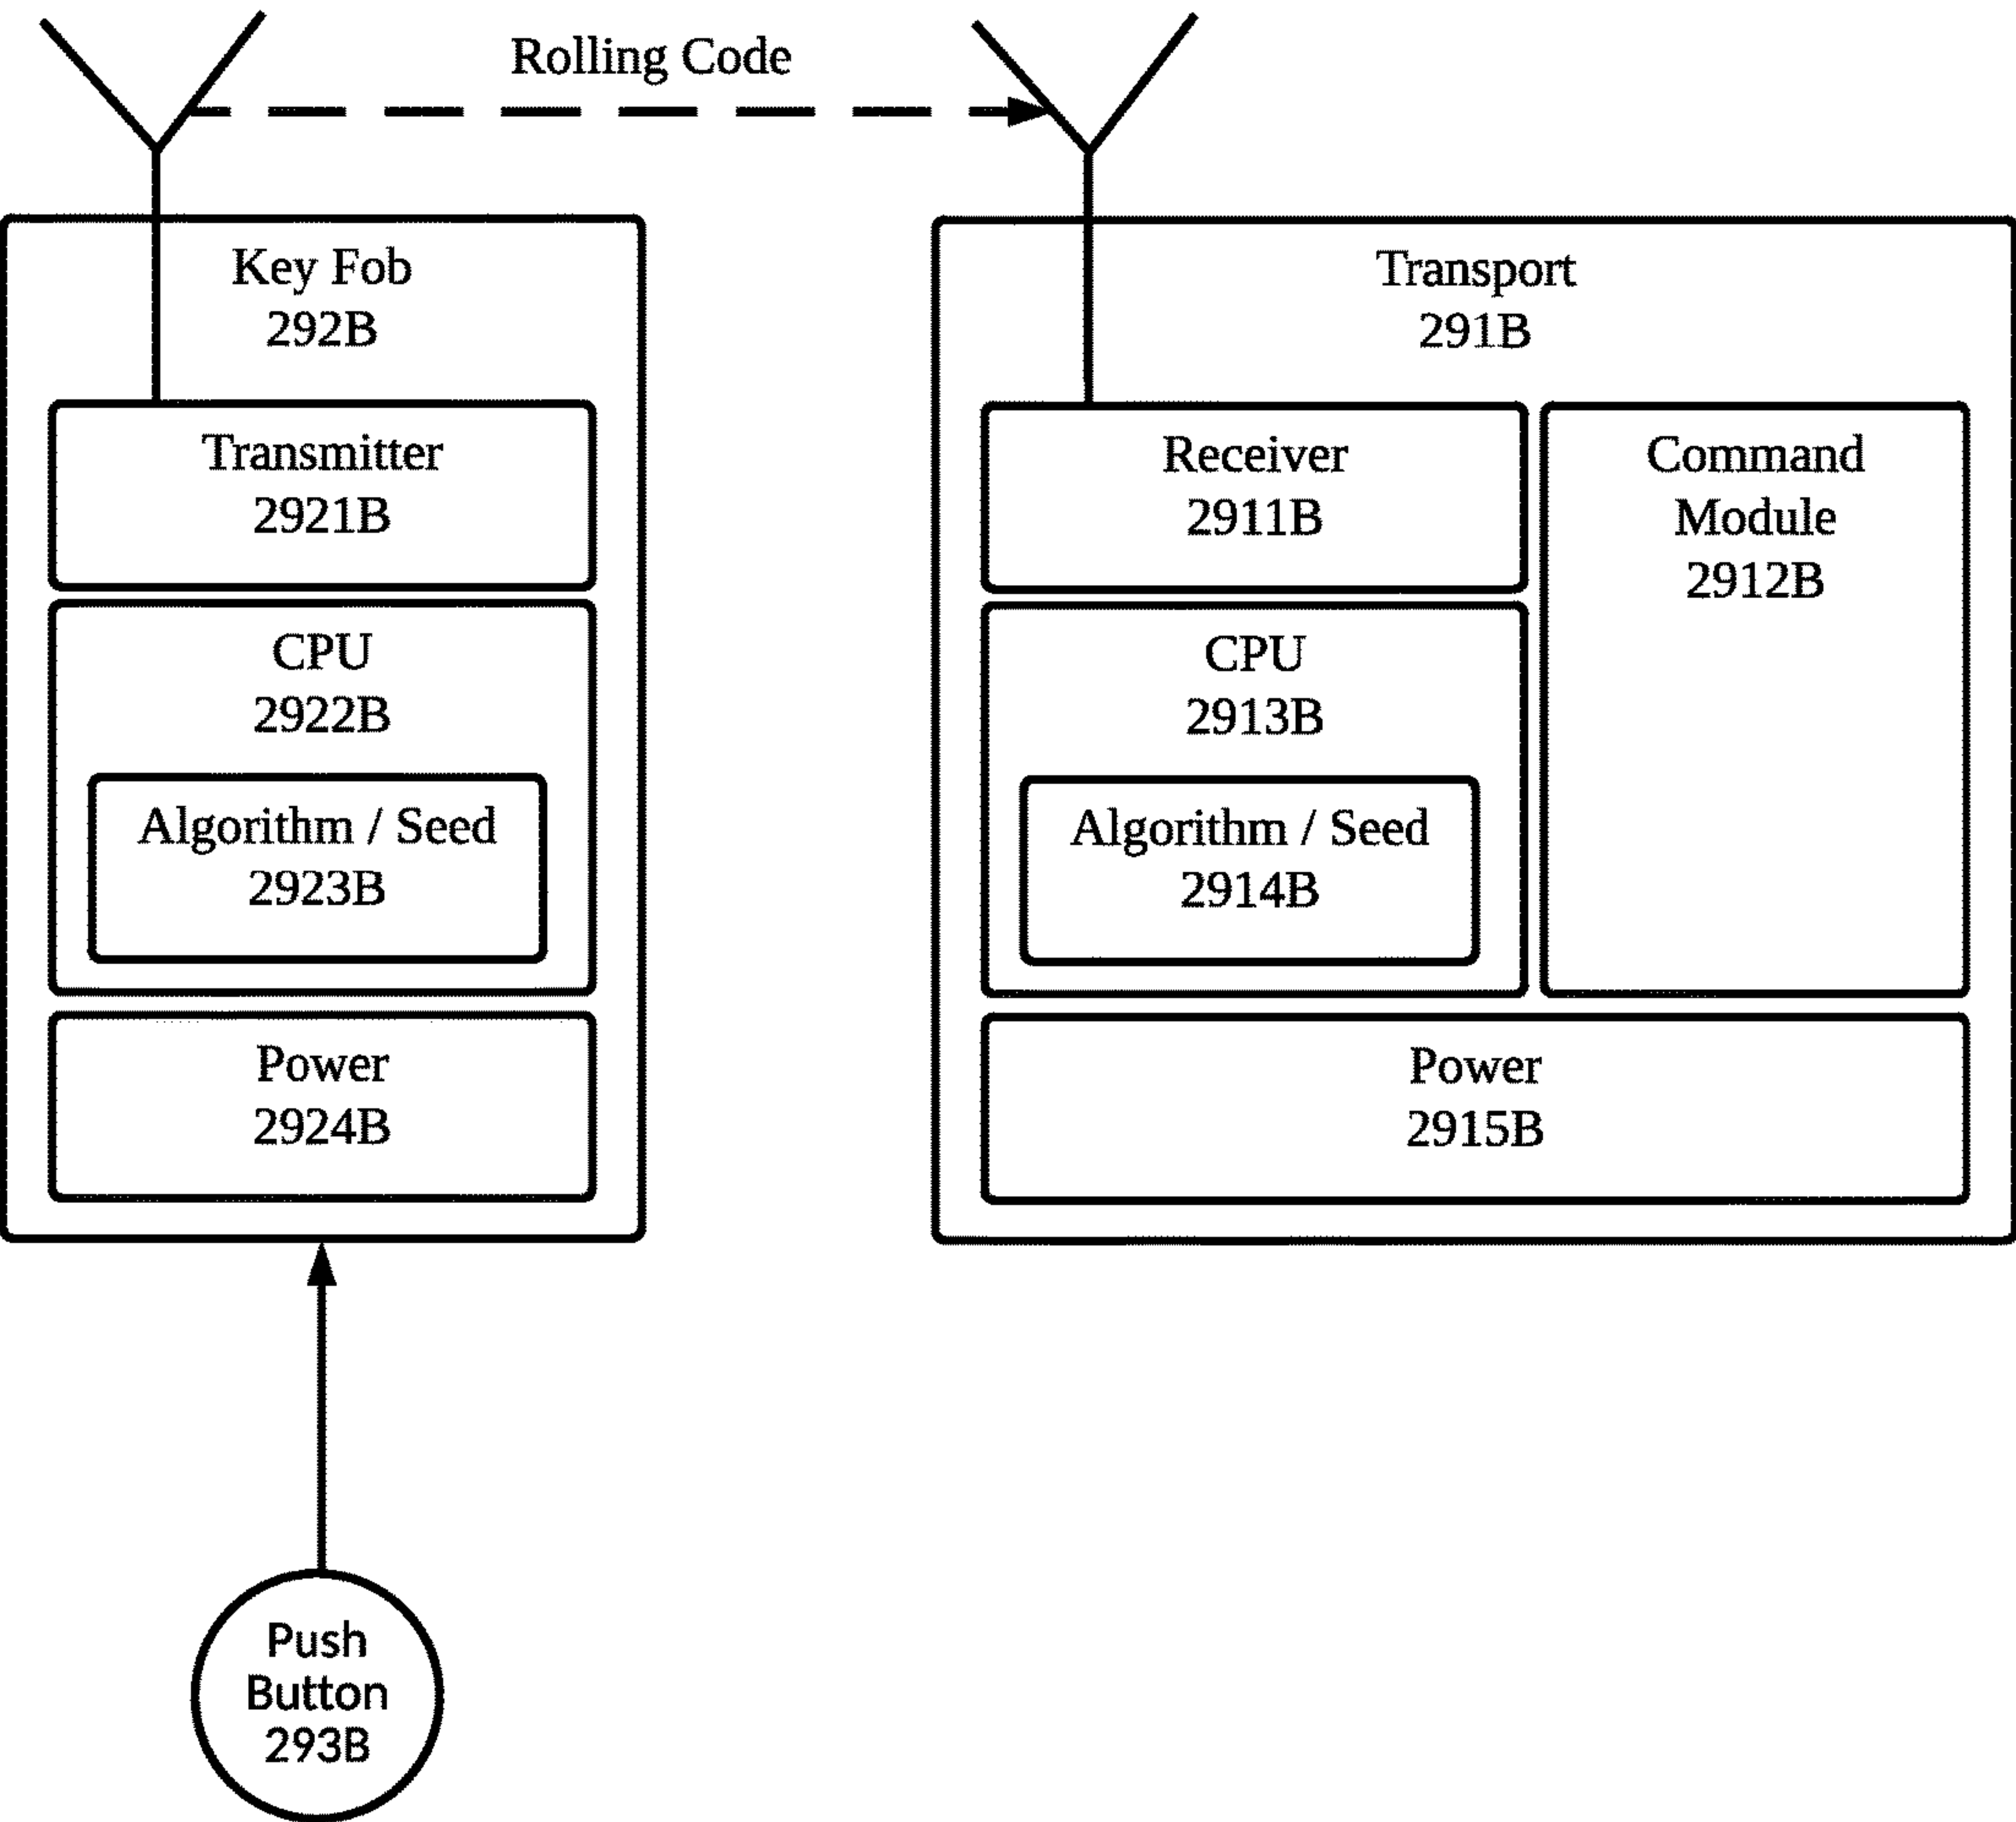 Rolling Code
Key Fob
292B
Transmitter
2921B
CPU
2922B
Algorithm / Seed
2923B
Power
2924B
Transport
291B
Receiver
2911B
Command
Module
2912B
CPU
2913B
Algorithm / Seed
2914B
Power
2915B
Push
Button
293B